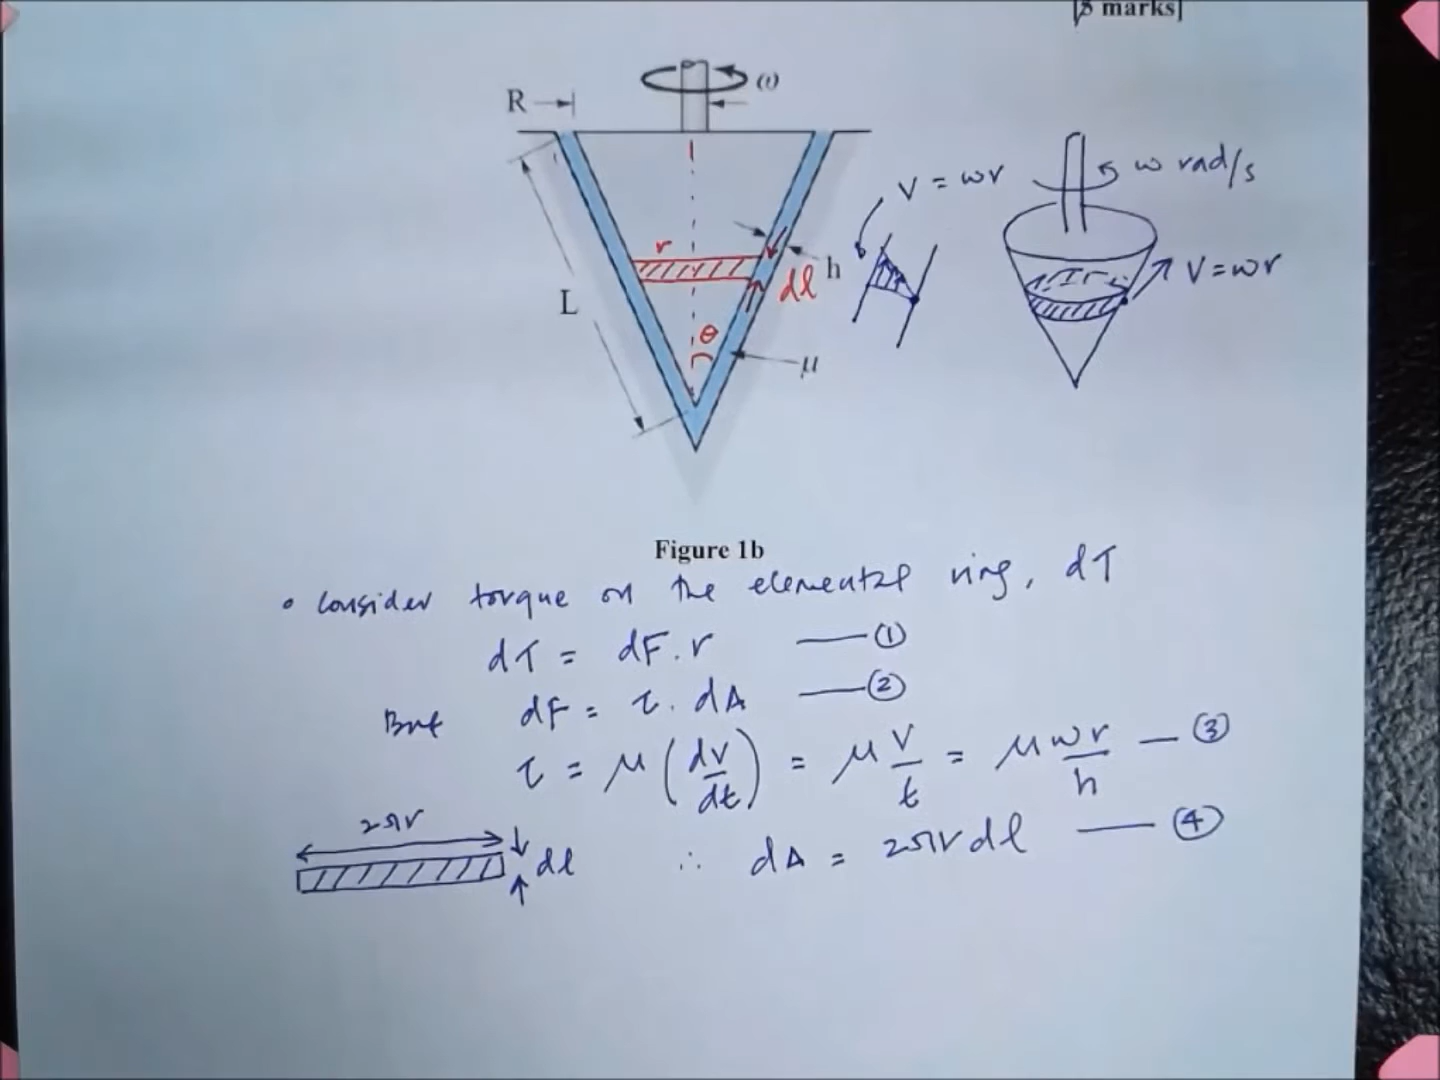 [5 marks]
R
ω
V = ωr
ω rad/s
r
h
dl
r
V = ωr
L
θ
μ
Figure 1b
• Consider torque on the elemental ring, dT
dT = dF.r ——①
But dF = τ. dA ——②
τ = μ (dv/dt) = μ V/t = μ ωr/h —③
2πr
dl ∴ dA = 2πr dl ——④